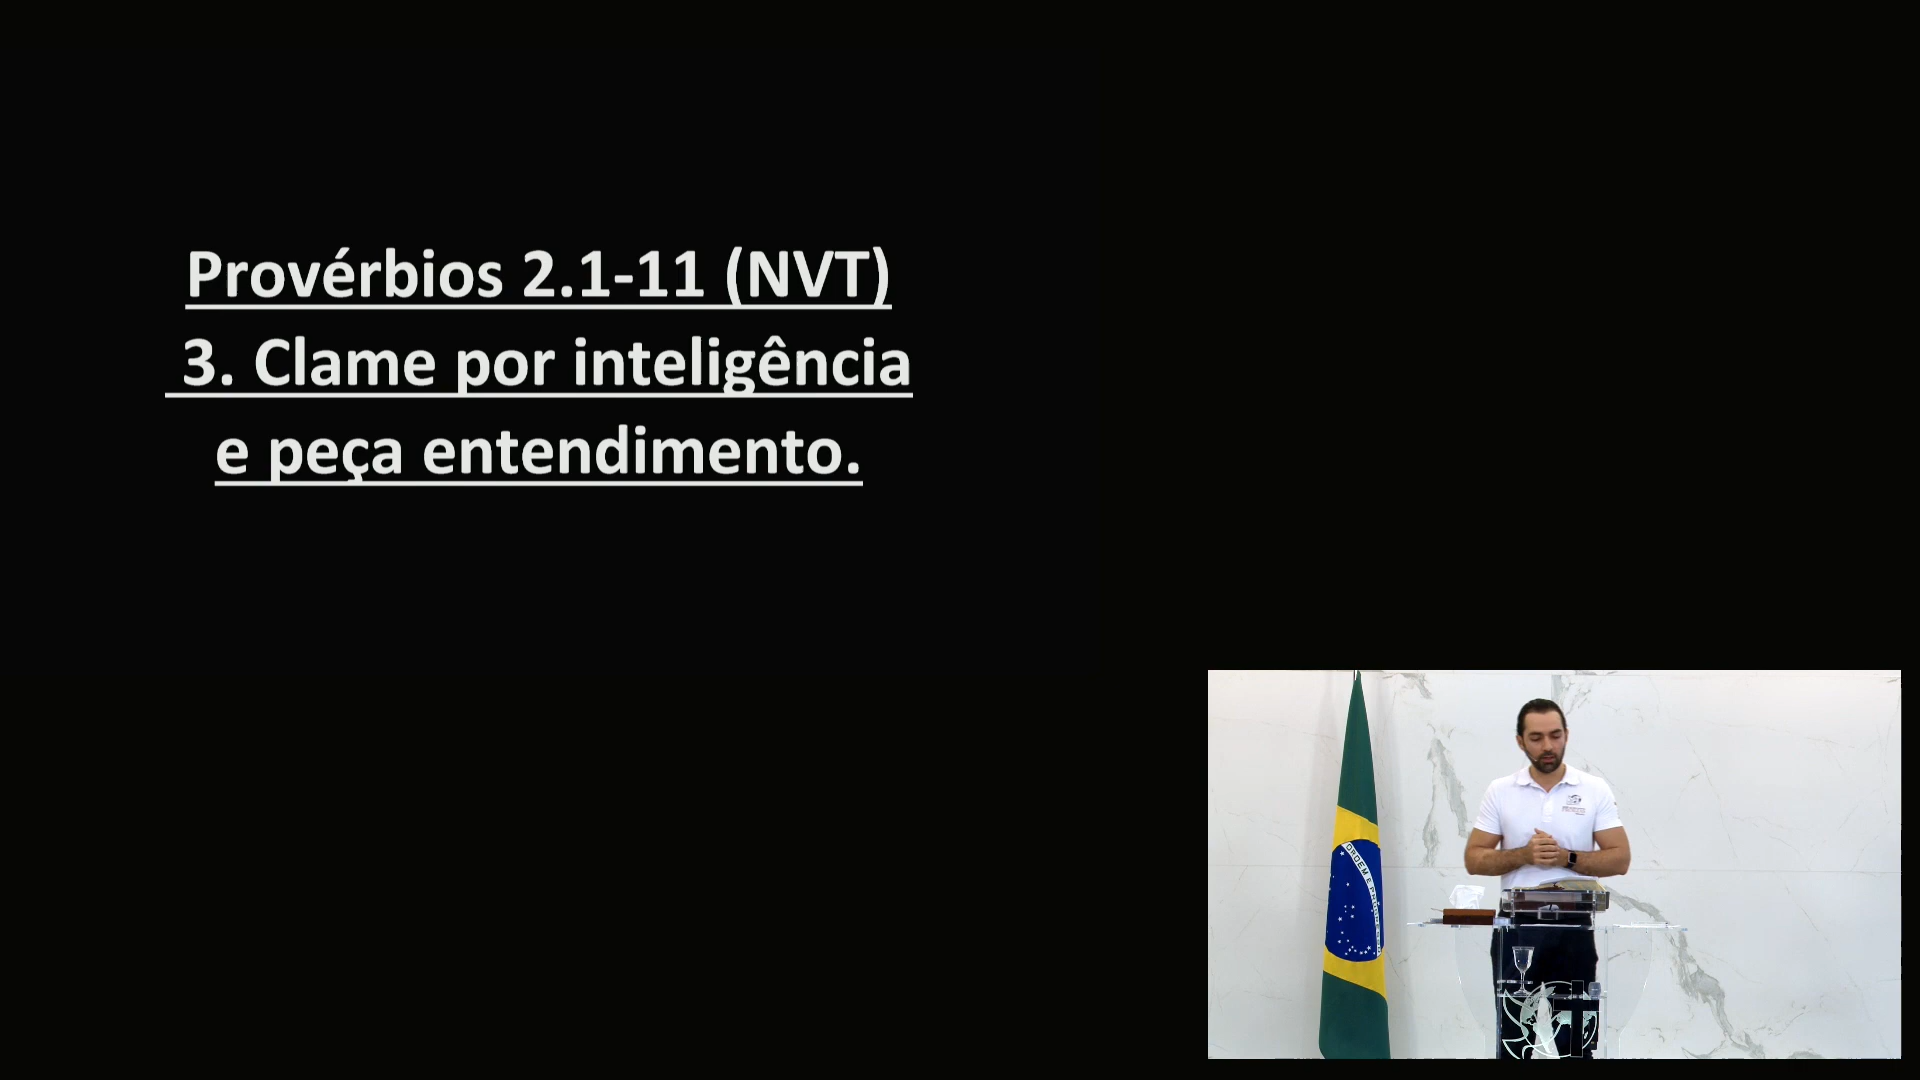 Provérbios 2.1-11 (NVT)
3. Clame por inteligência
e peça entendimento.